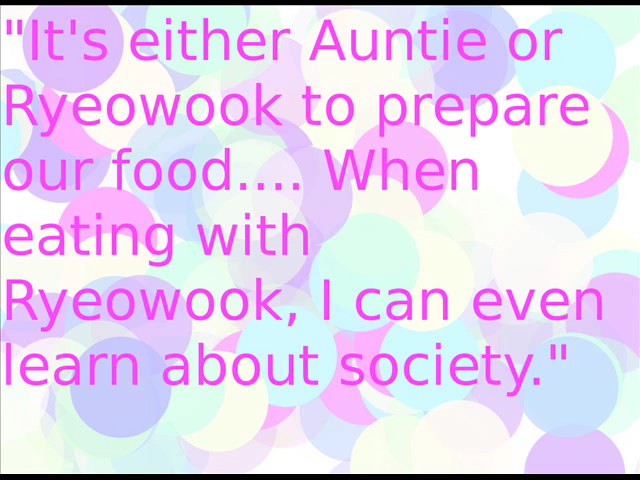 "It's either Auntie or
Ryeowook to prepare
our food.... When
eating with
Ryeowook, I can even
learn about society."